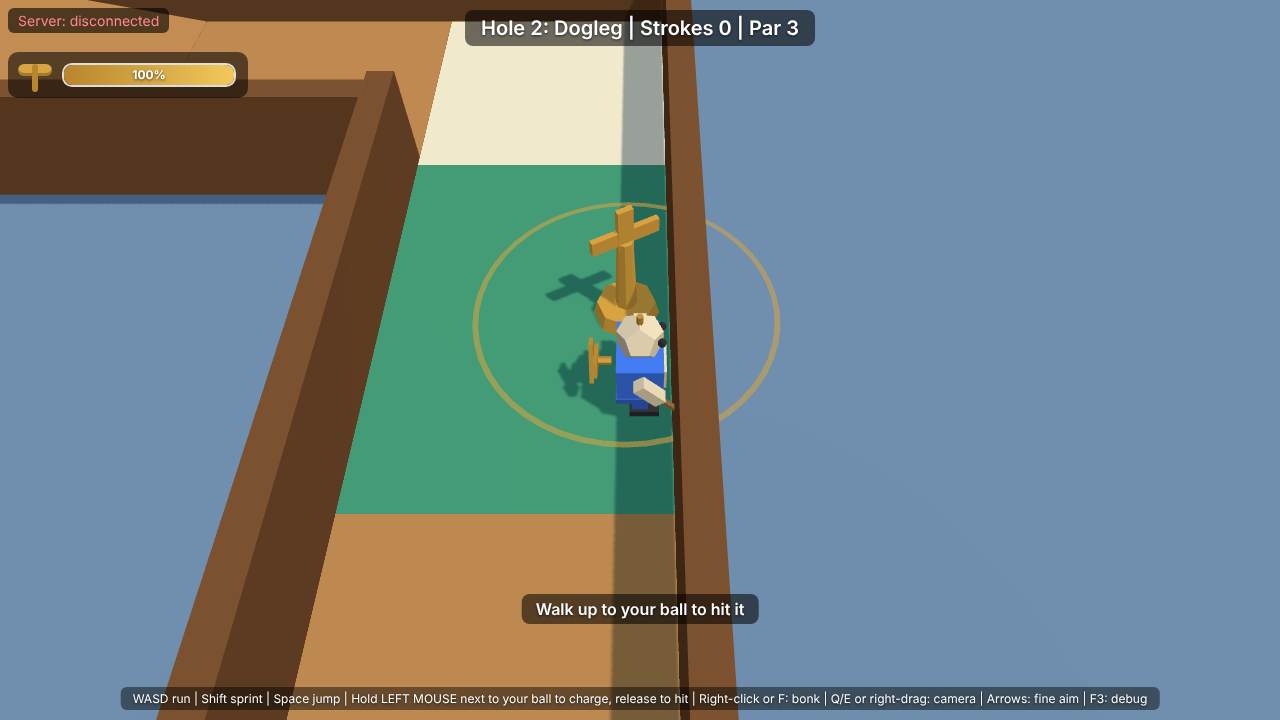 Server: disconnected
Hole 2: Dogleg | Strokes 0 | Par 3
100%
Walk up to your ball to hit it
WASD run | Shift sprint | Space jump | Hold LEFT MOUSE next to your ball to charge, release to hit | Right-click or F: bonk | Q/E or right-drag: camera | Arrows: fine aim | F3: debug